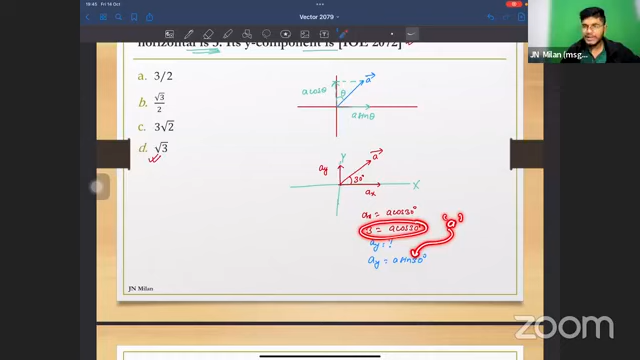 16:45 Fri 14 Oct
Vector 2079
horizontal is 3. Its y-component is [IOE 2072]
a. 3/2
b. √3/2
c. 3√2
d. √3
a cosθ
θ
a
a sinθ
y
ay
a
30°
x
ax
ax = a cos30°
3 = a cos30°
"a"
ay = ?
ay = a sin30°
JN Milan (msg...
JN Milan
zoom